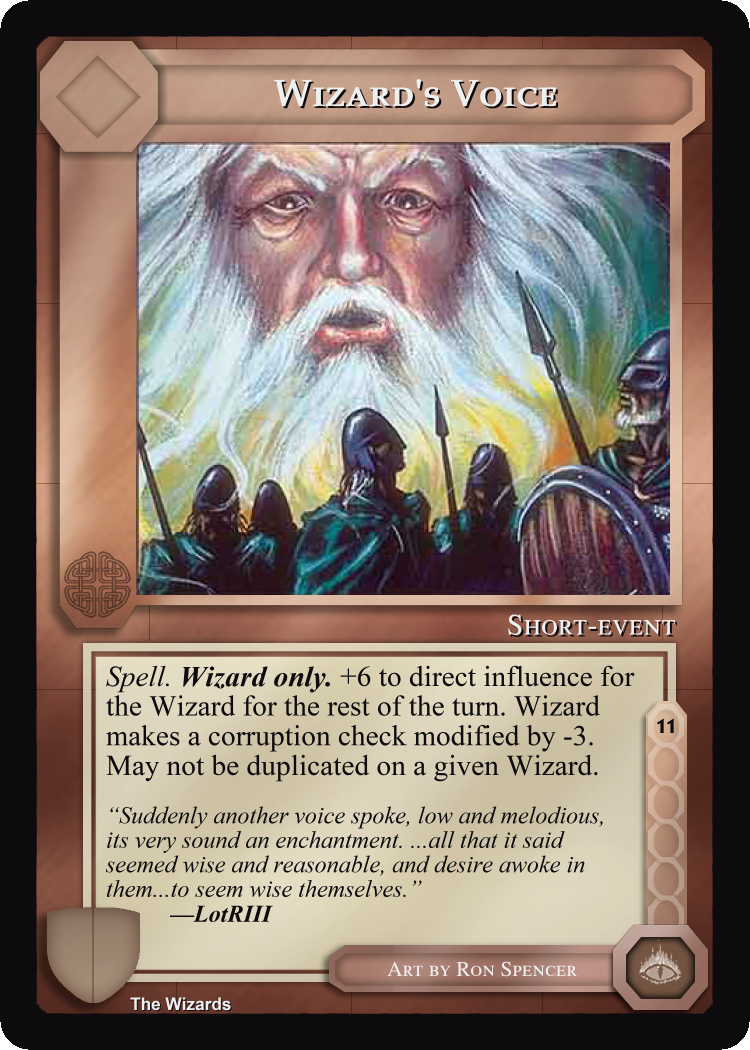 Wizard's Voice
Short-event
Spell. Wizard only. +6 to direct influence for
the Wizard for the rest of the turn. Wizard
makes a corruption check modified by -3.
May not be duplicated on a given Wizard.
11
“Suddenly another voice spoke, low and melodious,
its very sound an enchantment. ...all that it said
seemed wise and reasonable, and desire awoke in
them...to seem wise themselves.”
—LotRIII
Art by Ron Spencer
The Wizards